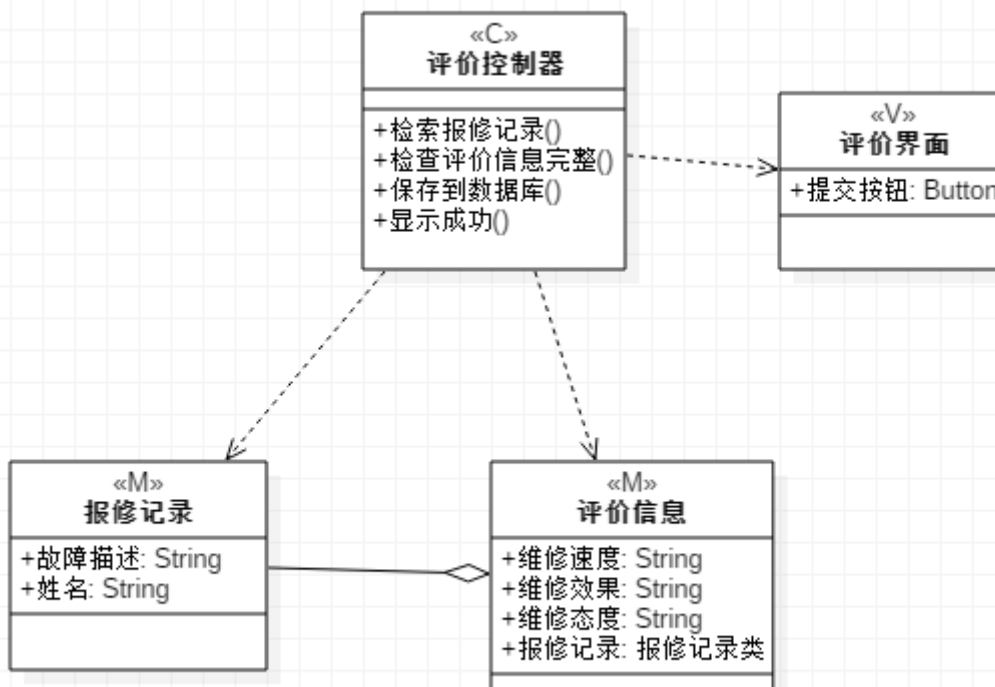 «C»
评价控制器
+检索报修记录()
+检查评价信息完整()
+保存到数据库()
+显示成功()
«V»
评价界面
+提交按钮: Button
«M»
报修记录
+故障描述: String
+姓名: String
«M»
评价信息
+维修速度: String
+维修效果: String
+维修态度: String
+报修记录: 报修记录类